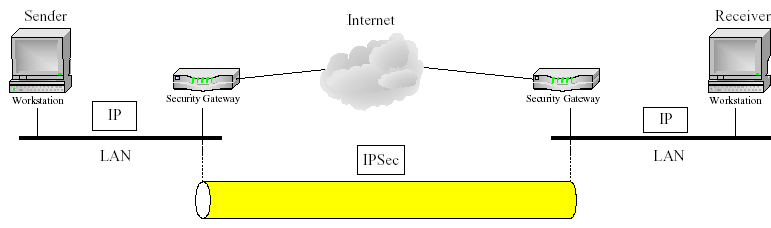 Sender
Internet
Receiver
Workstation
Security Gateway
Security Gateway
Workstation
IP
IP
LAN
IPSec
LAN